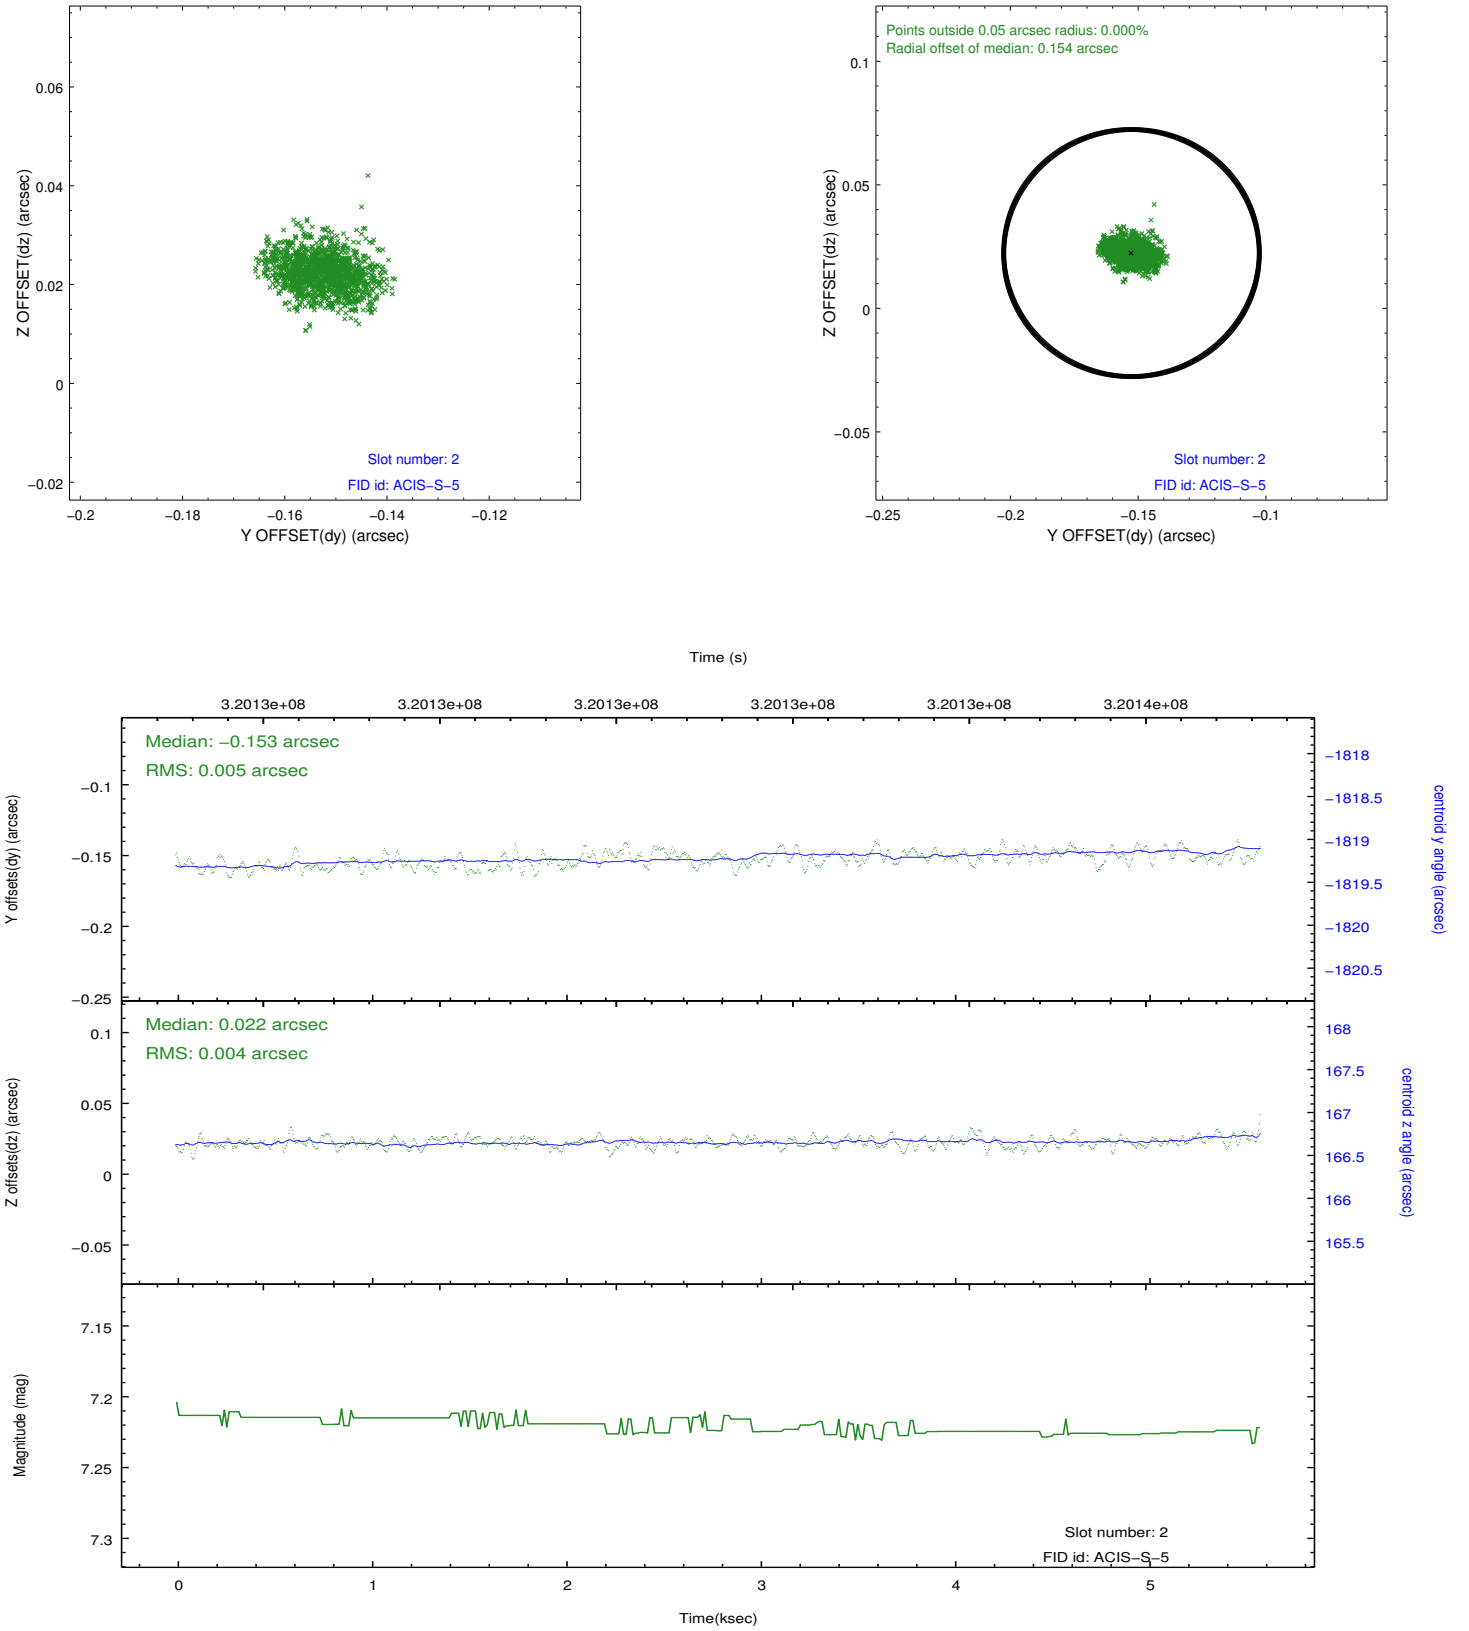 0.06
0.04
0.02
0
−0.02
−0.2
−0.18
−0.16
−0.14
−0.12
Z OFFSET(dz) (arcsec)
Y OFFSET(dy) (arcsec)
Slot number: 2
FID id: ACIS−S−5
Points outside 0.05 arcsec radius: 0.000%
Radial offset of median: 0.154 arcsec
0.1
0.05
0
−0.05
−0.25
−0.2
−0.15
−0.1
Z OFFSET(dz) (arcsec)
Y OFFSET(dy) (arcsec)
Slot number: 2
FID id: ACIS−S−5
Time (s)
3.2013e+08
3.2013e+08
3.2013e+08
3.2013e+08
3.2013e+08
3.2014e+08
Median: −0.153 arcsec
RMS: 0.005 arcsec
−0.1
−0.15
−0.2
−0.25
Y offsets(dy) (arcsec)
−1818
−1818.5
−1819
−1819.5
−1820
−1820.5
centroid y angle (arcsec)
Median: 0.022 arcsec
RMS: 0.004 arcsec
0.1
0.05
0
−0.05
Z offsets(dz) (arcsec)
168
167.5
167
166.5
166
165.5
centroid z angle (arcsec)
7.15
7.2
7.25
7.3
Magnitude (mag)
Slot number: 2
FID id: ACIS−S−5
0
1
2
3
4
5
Time(ksec)